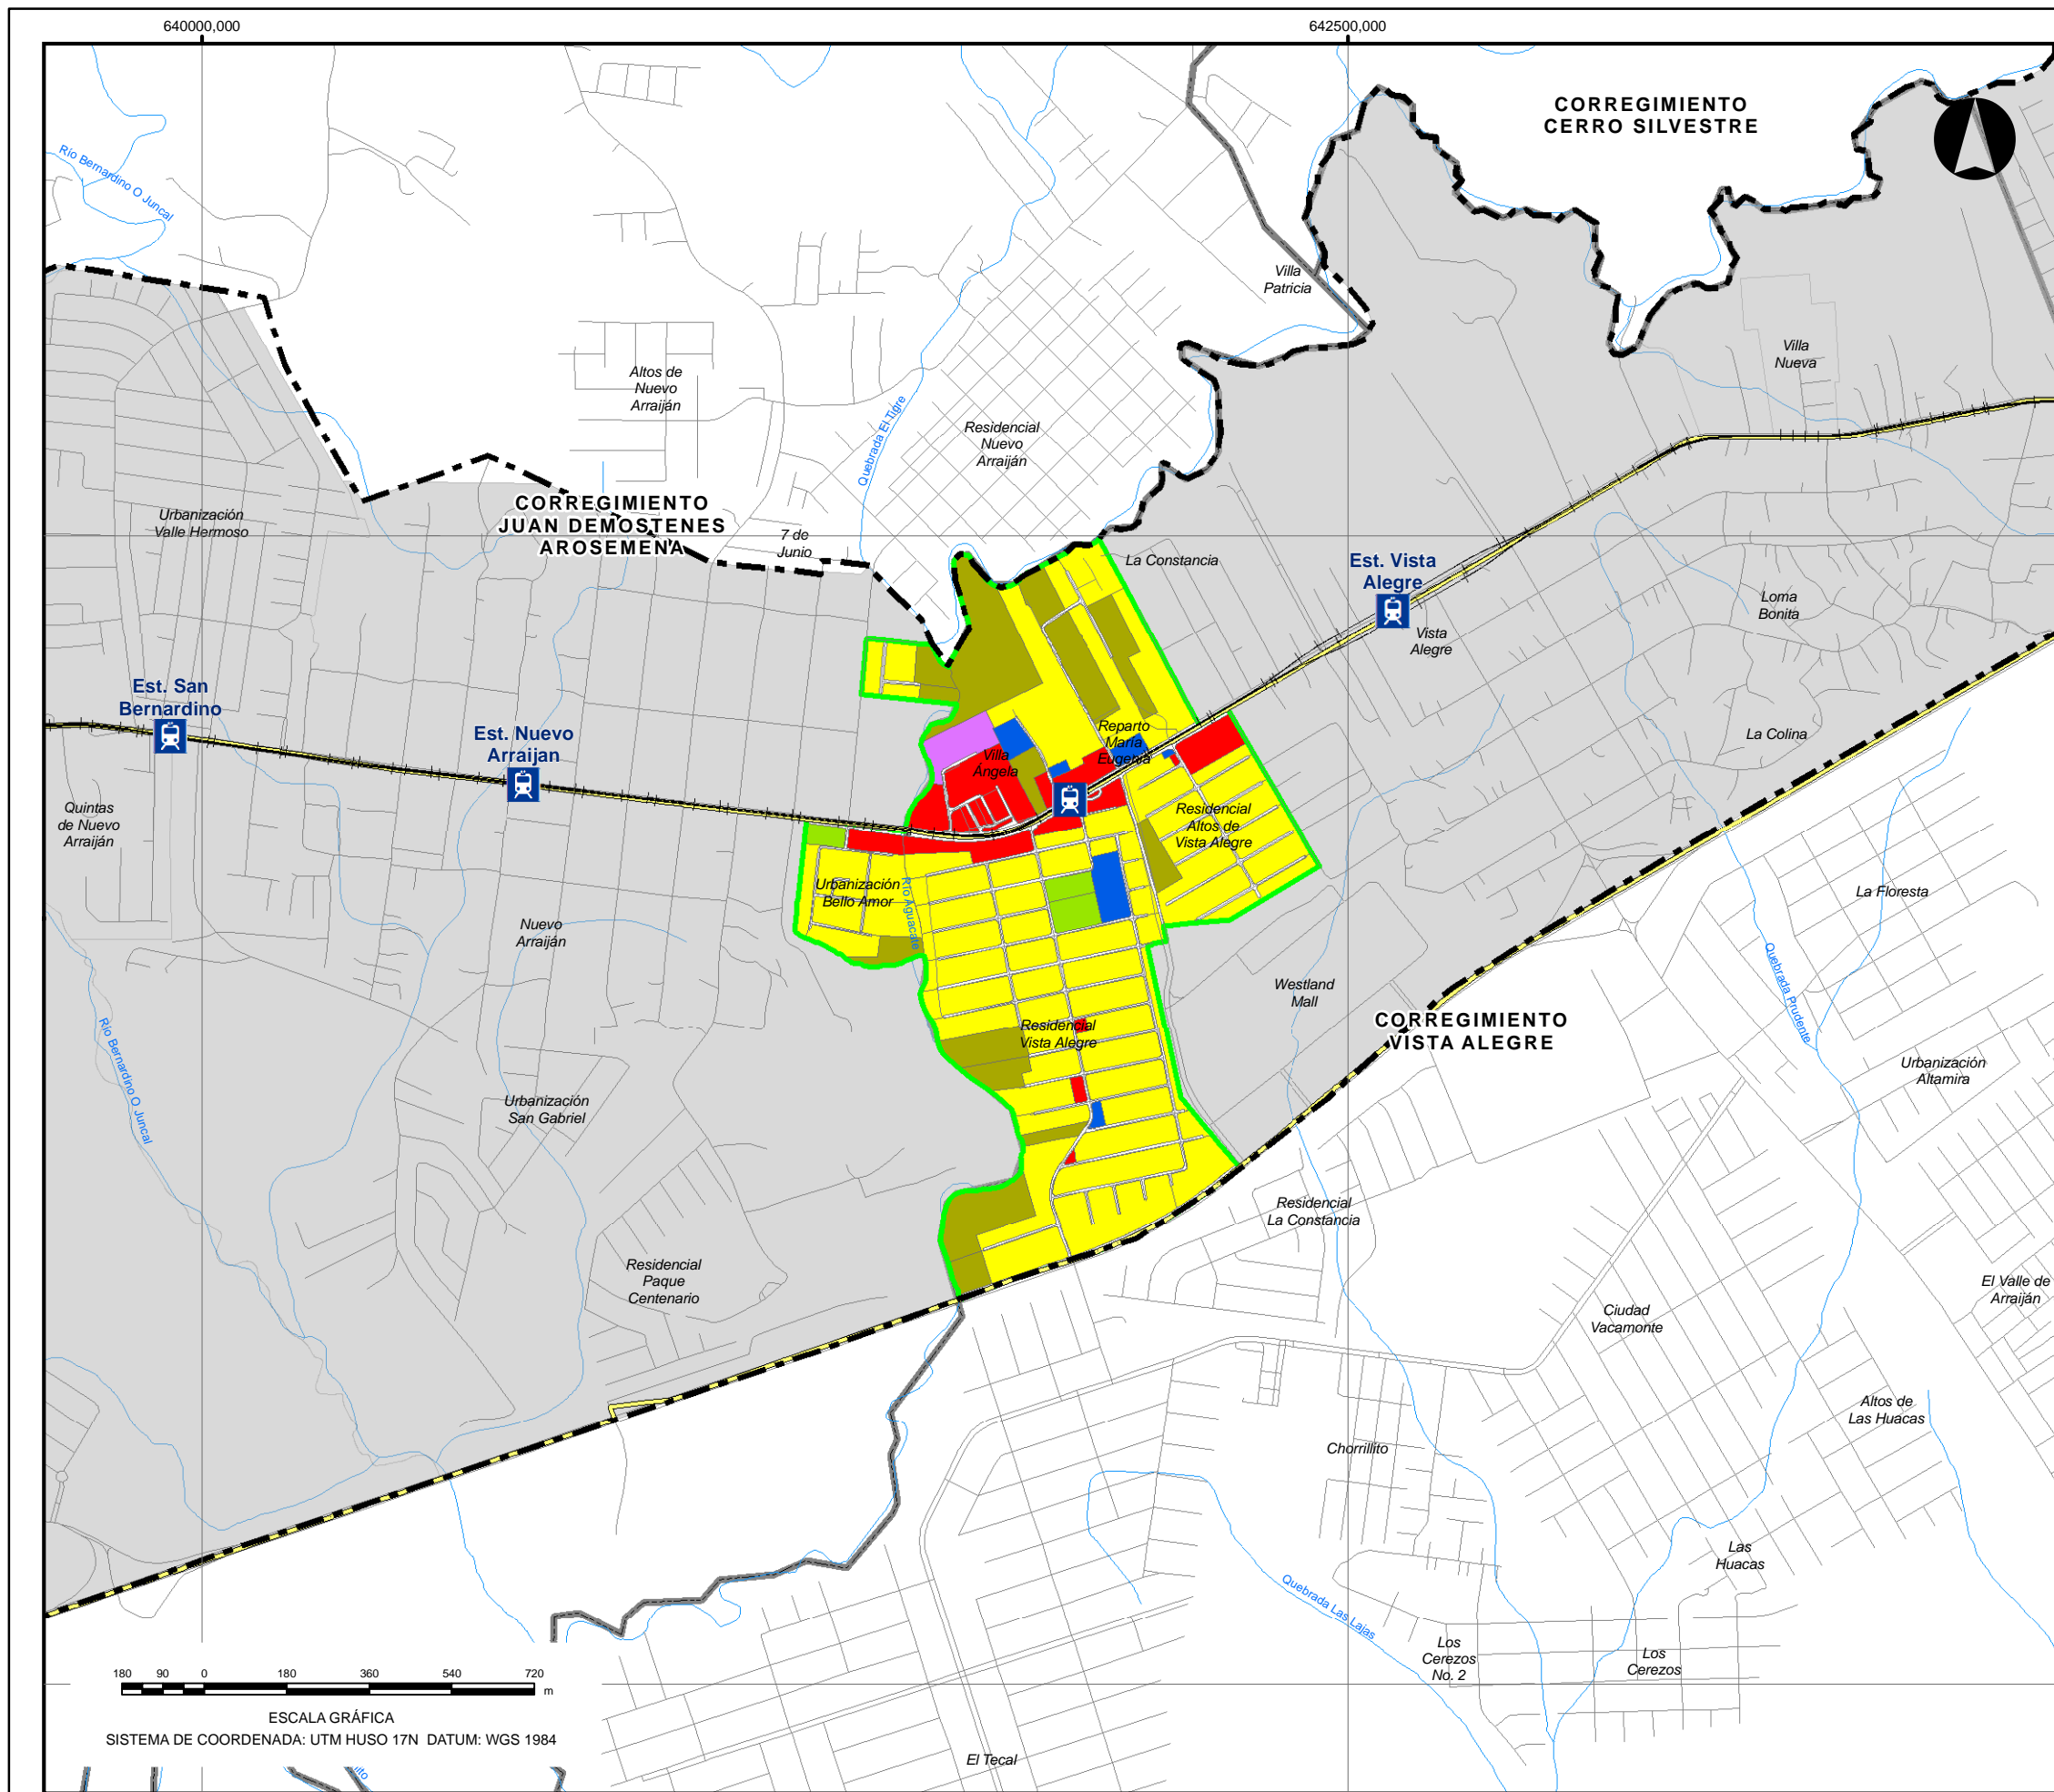 640000,000
642500,000
CORREGIMIENTO
CERRO SILVESTRE
Río Bernardino O Juncal
Villa
Patricia
Villa
Nueva
Altos de
Nuevo
Arraiján
Quebrada El Tigre
Residencial
Nuevo
Arraiján
CORREGIMIENTO
JUAN DEMOSTENES
AROSEMENA
Urbanización
Valle Hermoso
7 de
Junio
La Constancia
Est. Vista
Alegre
Vista
Alegre
Loma
Bonita
Est. San
Bernardino
Est. Nuevo
Arraijan
Reparto
María
Eugenia
Villa
Ángela
La Colina
Quintas
de Nuevo
Arraiján
Residencial
Altos de
Vista Alegre
Urbanización
Bello Amor
Río Aguacate
La Floresta
Nuevo
Arraiján
Quebrada Prudente
Westland
Mall
CORREGIMIENTO
VISTA ALEGRE
Residencial
Vista Alegre
Río Bernardino O Juncal
Urbanización
Altamira
Urbanización
San Gabriel
Residencial
La Constancia
Residencial
Paque
Centenario
El Valle de
Arraiján
Ciudad
Vacamonte
Altos de
Las Huacas
Chorrillito
Las
Huacas
Quebrada Las Lajas
Los
Cerezos
No. 2
Los
Cerezos
180 90 0 180 360 540 720
m
ESCALA GRÁFICA
SISTEMA DE COORDENADA: UTM HUSO 17N DATUM: WGS 1984
El Tecal